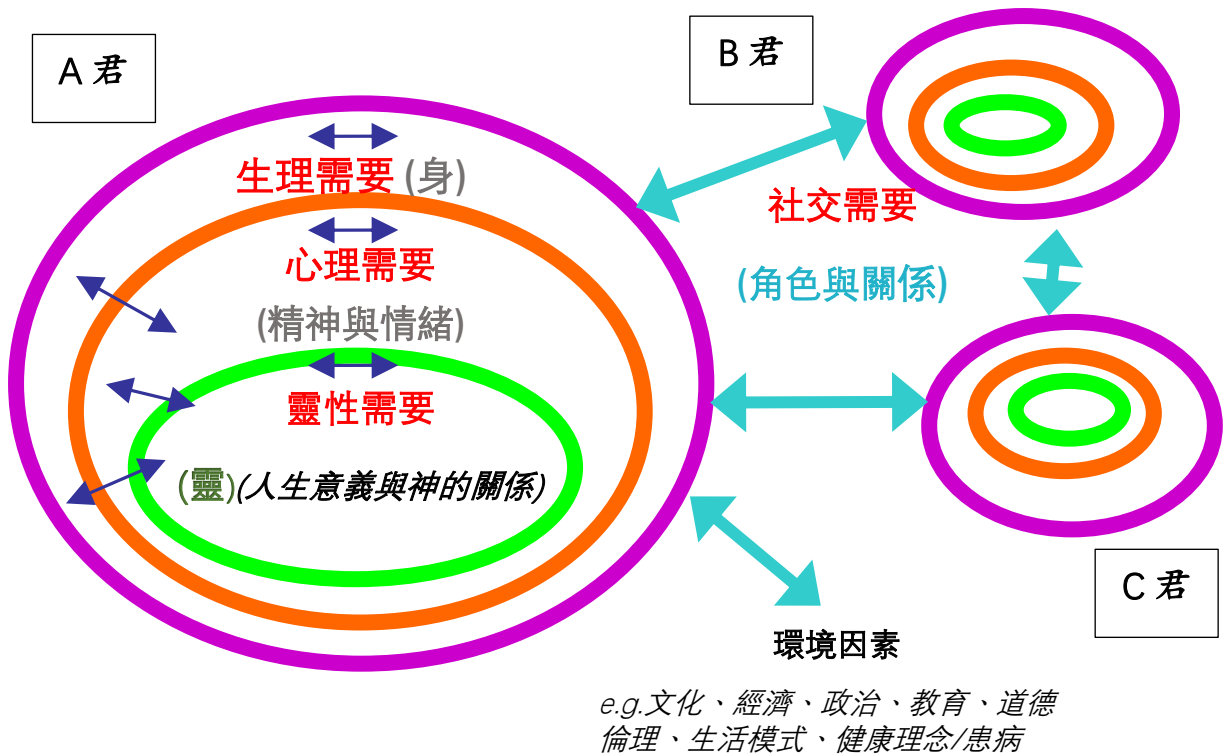 A 君
生理需要 (身)
心理需要
(精神與情緒)
靈性需要
(靈)(人生意義與神的關係)
B 君
社交需要
(角色與關係)
C 君
環境因素
e.g.文化、經濟、政治、教育、道德
倫理、生活模式、健康理念/患病